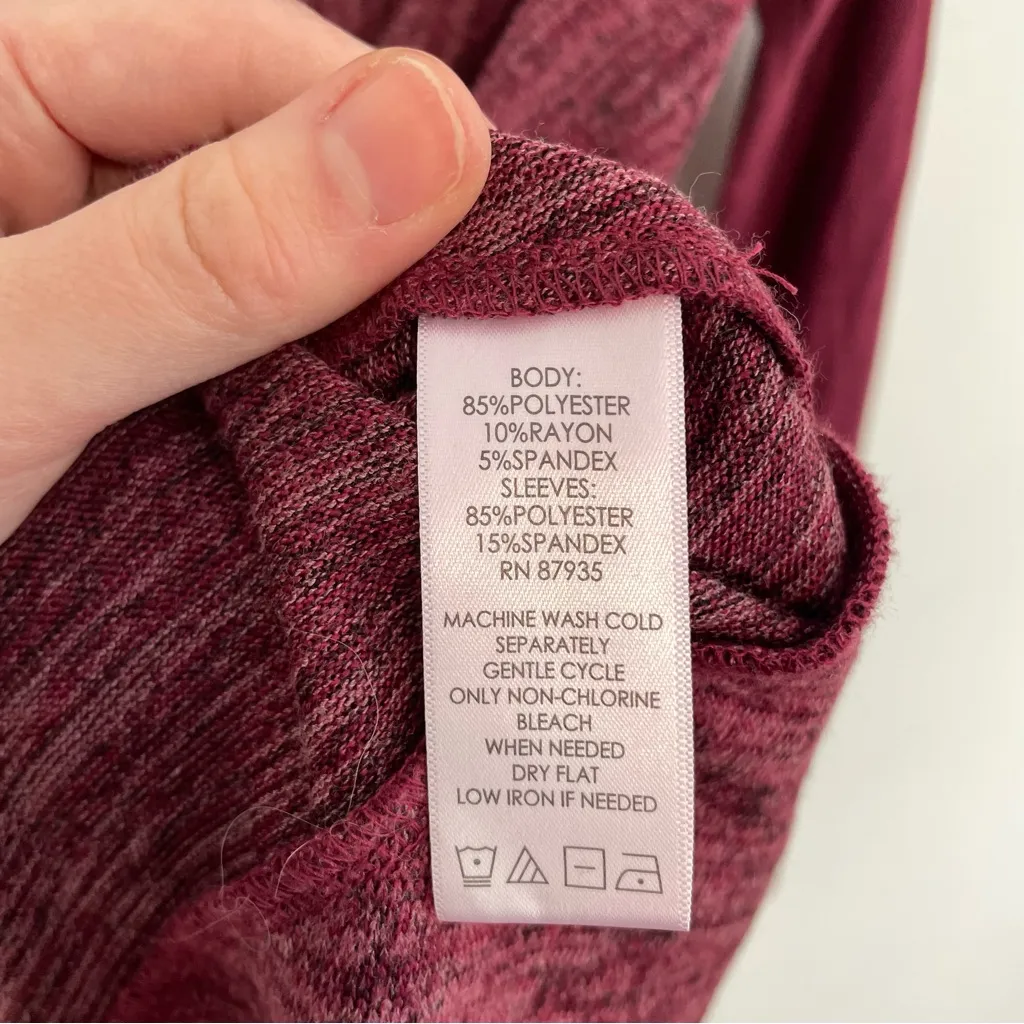 BODY:
85%POLYESTER
10%RAYON
5%SPANDEX
SLEEVES:
85%POLYESTER
15%SPANDEX
RN 87935
MACHINE WASH COLD
SEPARATELY
GENTLE CYCLE
ONLY NON-CHLORINE
BLEACH
WHEN NEEDED
DRY FLAT
LOW IRON IF NEEDED